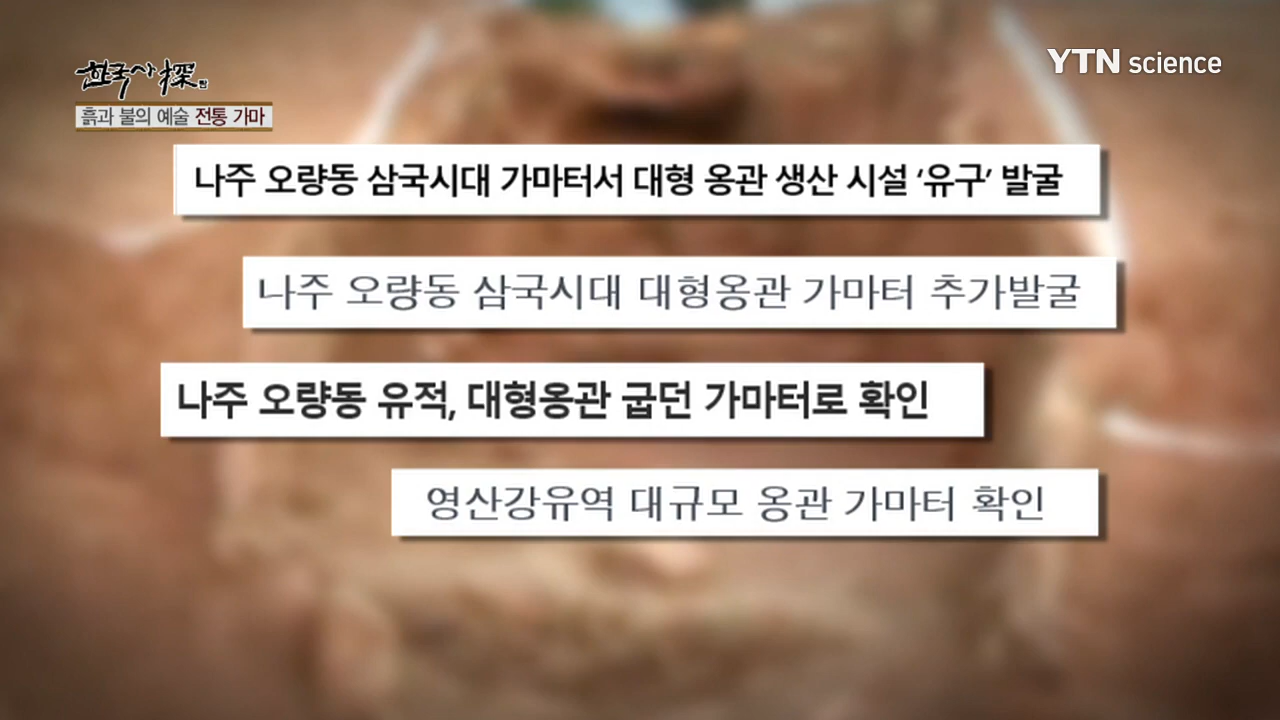 한국사 探 탐
YTN science
흙과 불의 예술 전통 가마
나주 오량동 삼국시대 가마터서 대형 옹관 생산 시설 ‘유구’ 발굴
나주 오량동 삼국시대 대형옹관 가마터 추가발굴
나주 오량동 유적, 대형옹관 굽던 가마터로 확인
영산강유역 대규모 옹관 가마터 확인